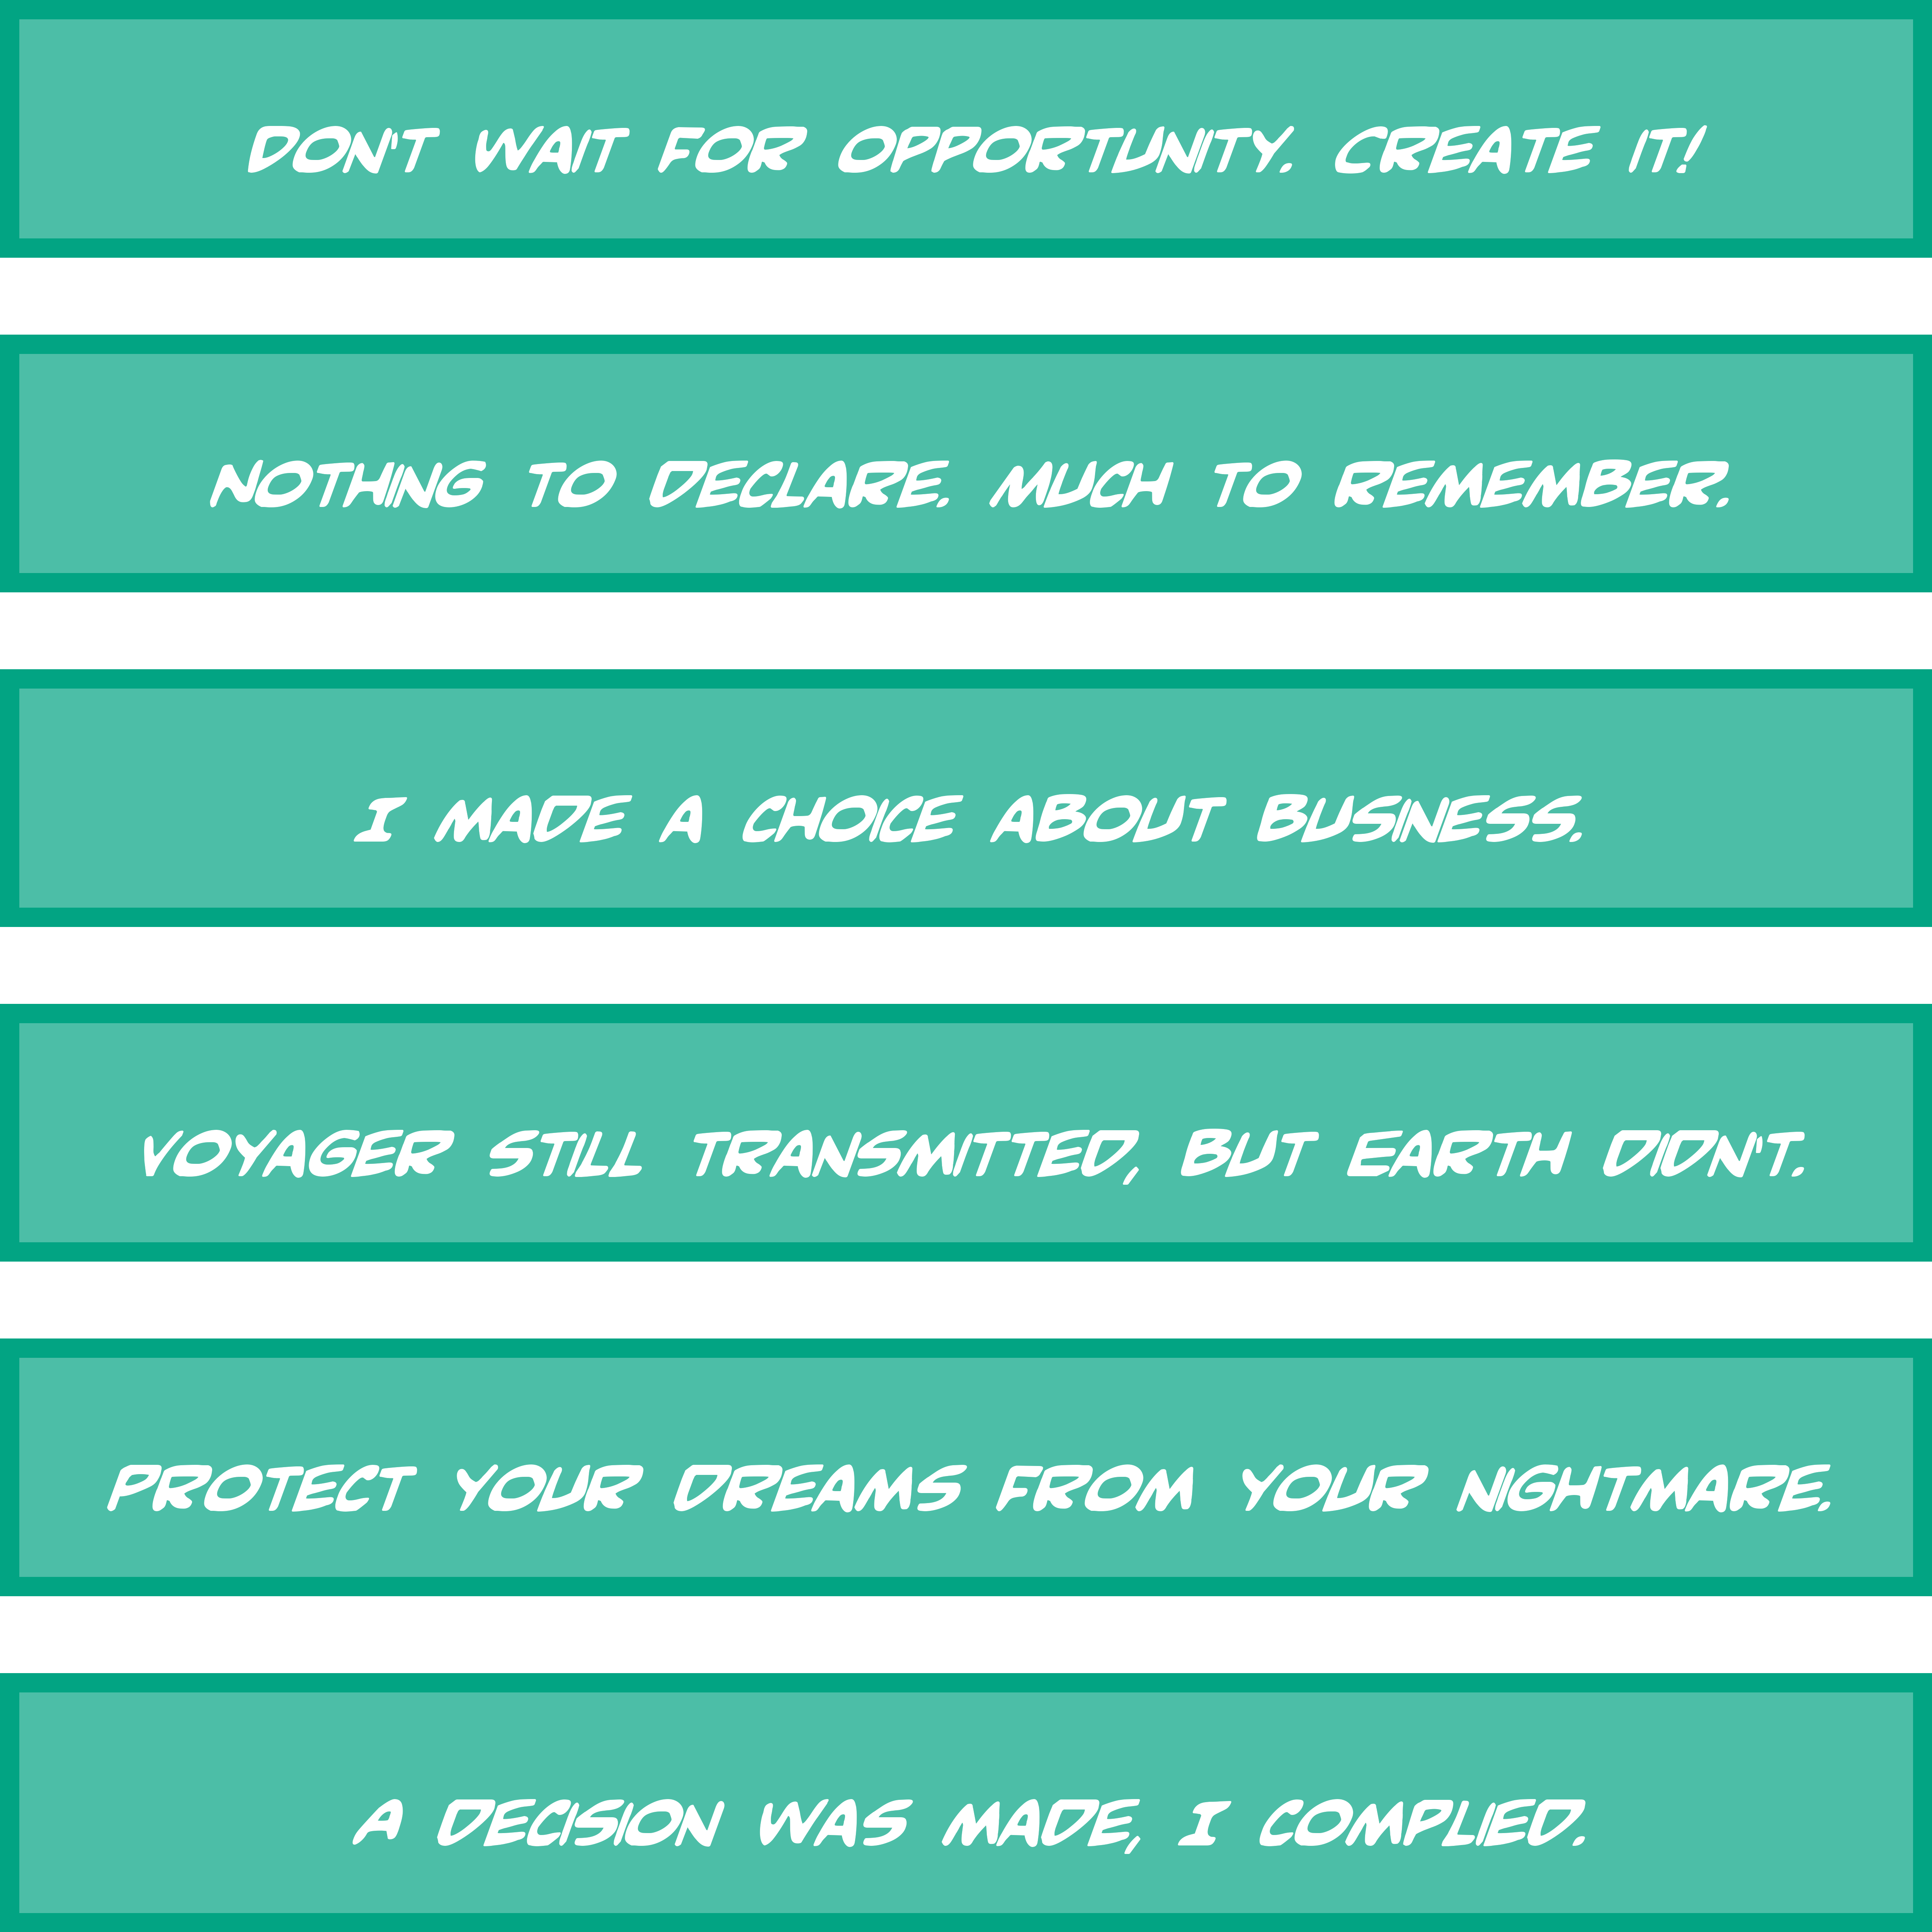 DON'T WAIT FOR OPPORTUNITY. CREATE IT!
NOTHING TO DECLARE. MUCH TO REMEMBER.
I MADE A CHOICE ABOUT BUSINESS.
VOYAGER STILL TRANSMITTED, BUT EARTH DIDN'T.
PROTECT YOUR DREAMS FROM YOUR NIGHTMARE.
A DECISION WAS MADE, I COMPLIED.